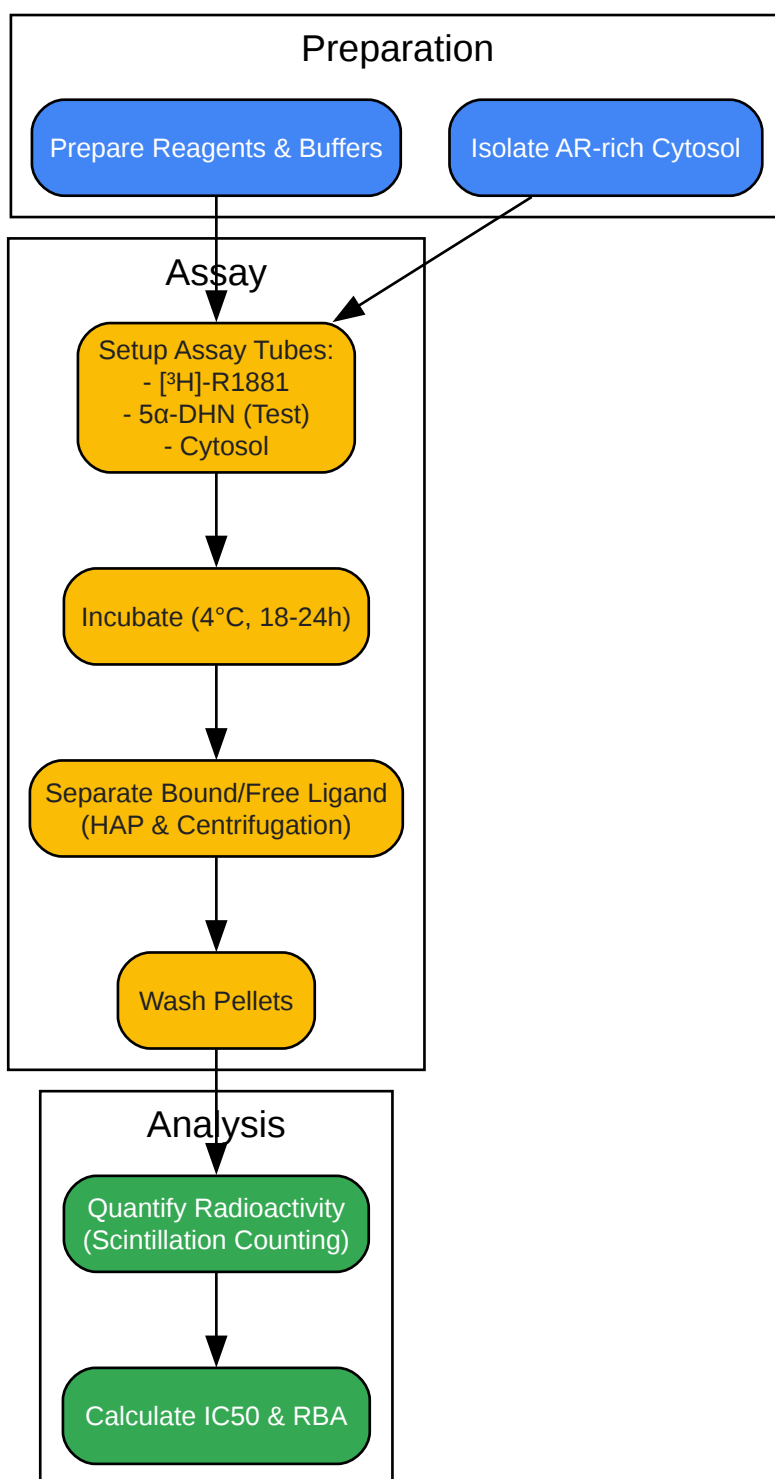 Preparation
Prepare Reagents & Buffers
Isolate AR-rich Cytosol
Assay
Setup Assay Tubes:
- [³H]-R1881
- 5α-DHN (Test)
- Cytosol
Incubate (4°C, 18-24h)
Separate Bound/Free Ligand
(HAP & Centrifugation)
Wash Pellets
Analysis
Quantify Radioactivity
(Scintillation Counting)
Calculate IC50 & RBA